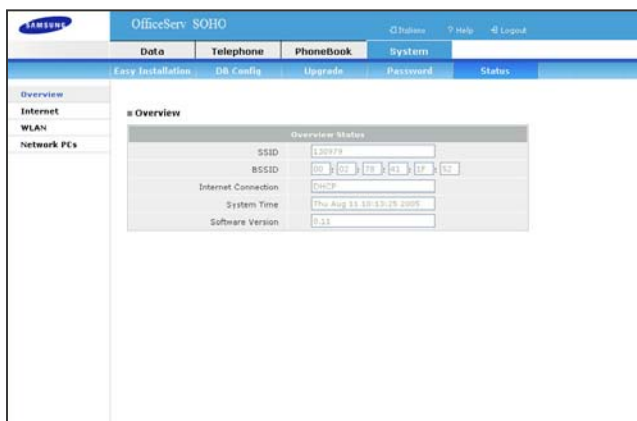 SAMSUNG
OfficeServ SOHO
Italiano ? Help Logout
Data Telephone PhoneBook System
Easy Installation DB Config Upgrade Password Status
Overview
Internet
WLAN
Network PCs
Overview
Overview Status
SSID 130979
BSSID 00 : 02 : 78 : 41 : 1F : 52
Internet Connection DHCP
System Time Thu Aug 11 10:13:25 2005
Software Version 0.11